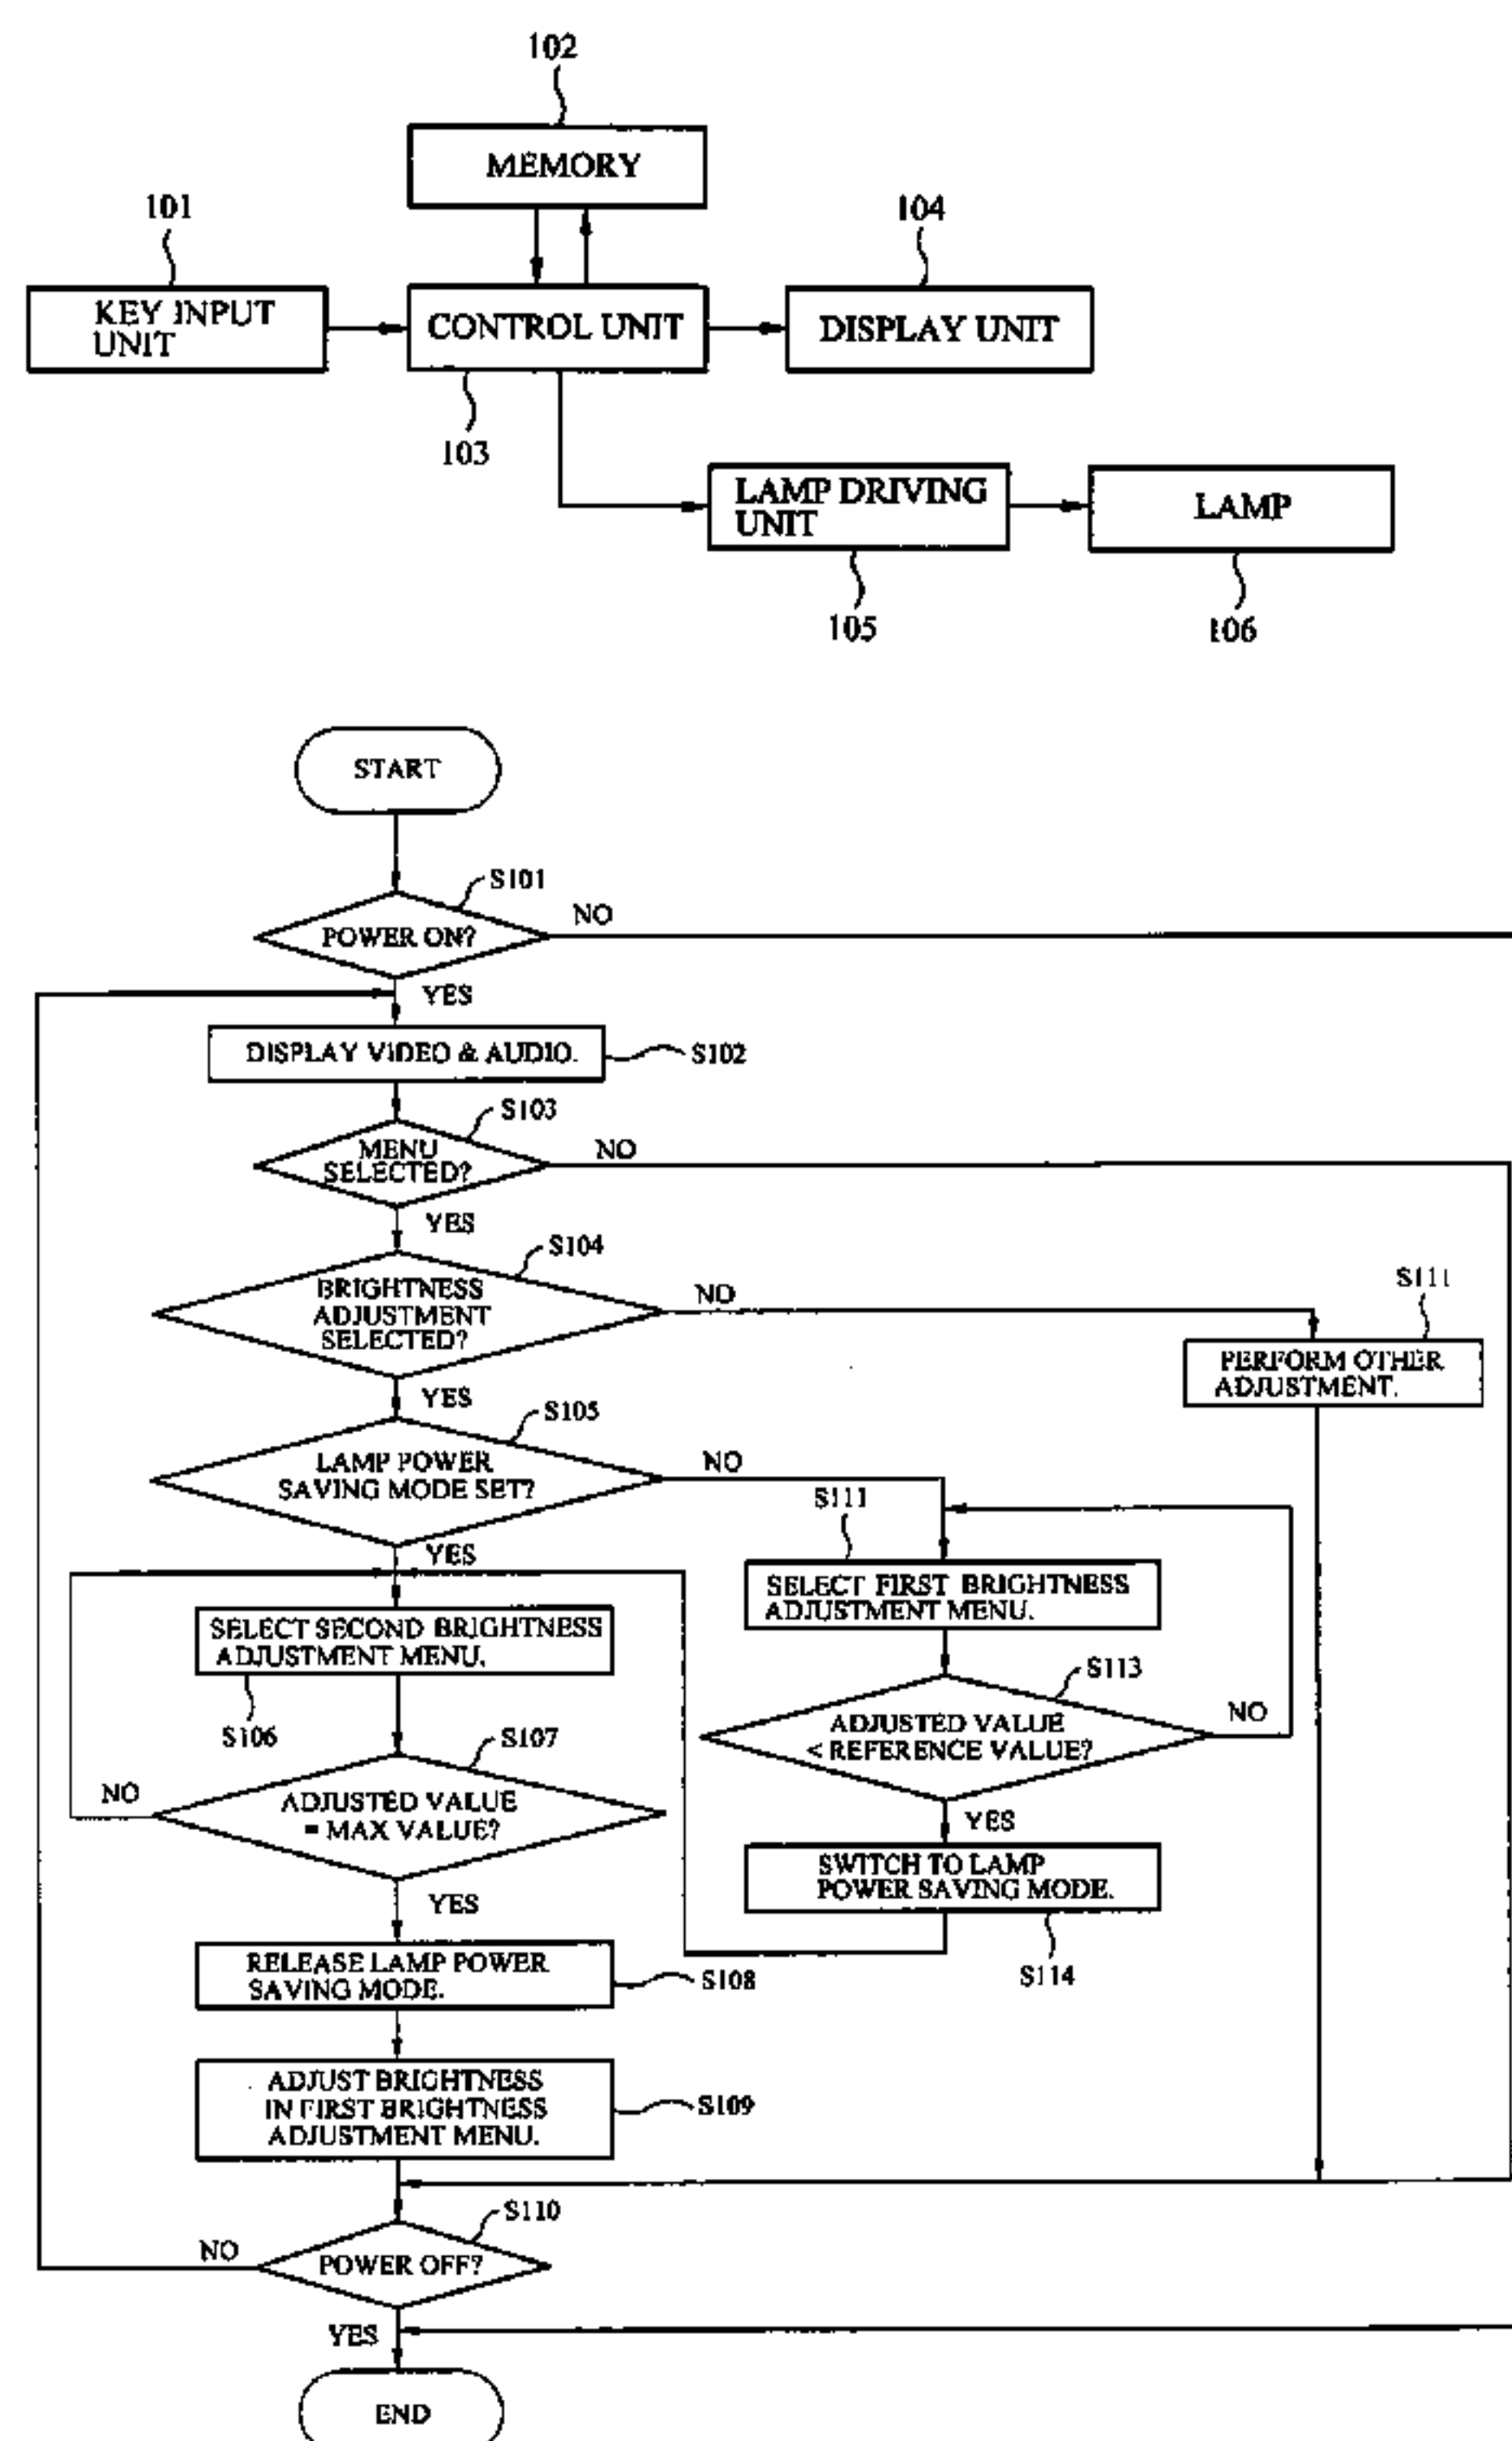 102
MEMORY
101
104
KEY INPUT
UNIT
CONTROL UNIT
DISPLAY UNIT
103
LAMP DRIVING
UNIT
LAMP
105
106
START
S101
POWER ON?
NO
YES
DISPLAY VIDEO & AUDIO.
S102
S103
MENU
SELECTED?
NO
YES
S104
BRIGHTNESS
ADJUSTMENT
SELECTED?
NO
S111
PERFORM OTHER
ADJUSTMENT.
YES
S105
LAMP POWER
SAVING MODE SET?
NO
S111
YES
SELECT FIRST BRIGHTNESS
ADJUSTMENT MENU.
SELECT SECOND BRIGHTNESS
ADJUSTMENT MENU.
S106
S113
ADJUSTED VALUE
< REFERENCE VALUE?
NO
S107
NO
ADJUSTED VALUE
= MAX VALUE?
YES
SWITCH TO LAMP
POWER SAVING MODE.
S114
YES
RELEASE LAMP POWER
SAVING MODE.
S108
ADJUST BRIGHTNESS
IN FIRST BRIGHTNESS
ADJUSTMENT MENU.
S109
S110
NO
POWER OFF?
YES
END